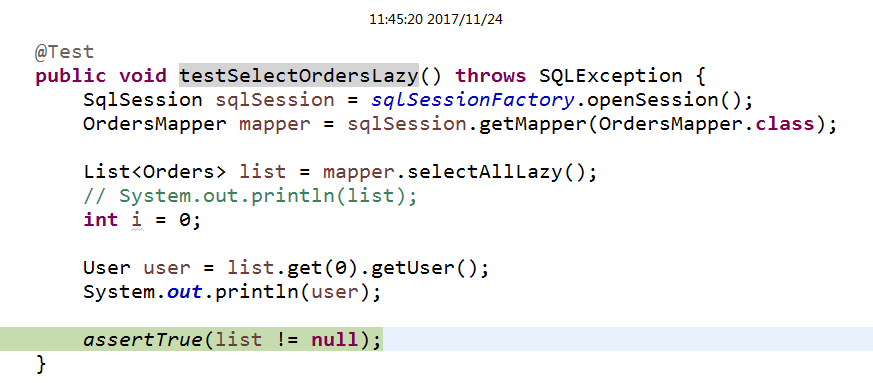 11:45:20 2017/11/24
@Test
public void testSelectOrdersLazy() throws SQLException {
SqlSession sqlSession = sqlSessionFactory.openSession();
OrdersMapper mapper = sqlSession.getMapper(OrdersMapper.class);
List<Orders> list = mapper.selectAllLazy();
// System.out.println(list);
int i = 0;
User user = list.get(0).getUser();
System.out.println(user);
assertTrue(list != null);
}